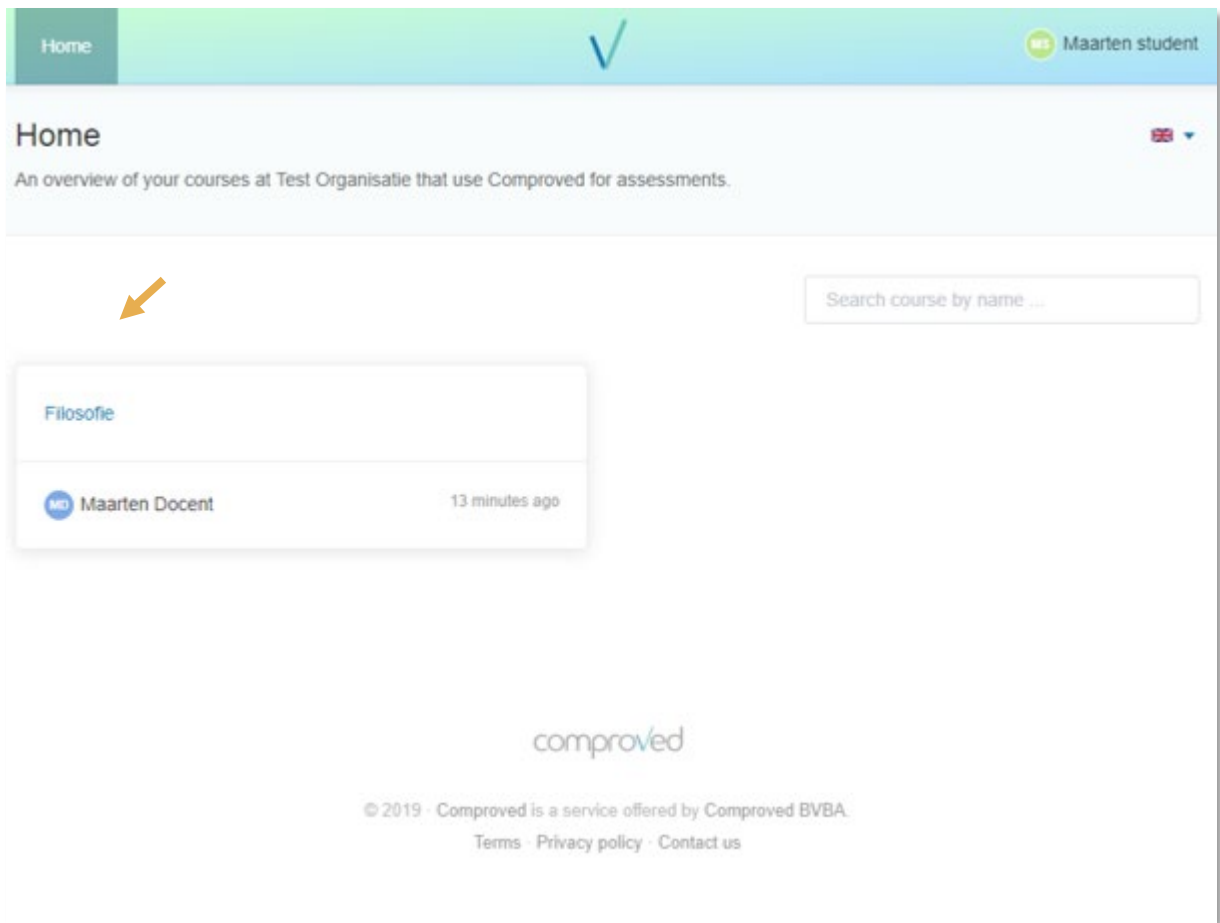 Home
MS Maarten student
Home
An overview of your courses at Test Organisatie that use Comproved for assessments.
Search course by name ...
Filosofie
MD Maarten Docent 13 minutes ago
comproved
© 2019 · Comproved is a service offered by Comproved BVBA.
Terms · Privacy policy · Contact us